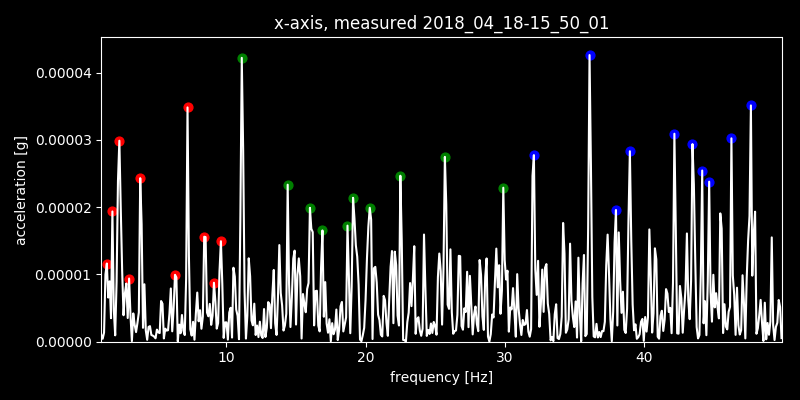 x-axis, measured 2018_04_18-15_50_01
acceleration [g]
0.00004
0.00003
0.00002
0.00001
0.00000
10 20 30 40
frequency [Hz]